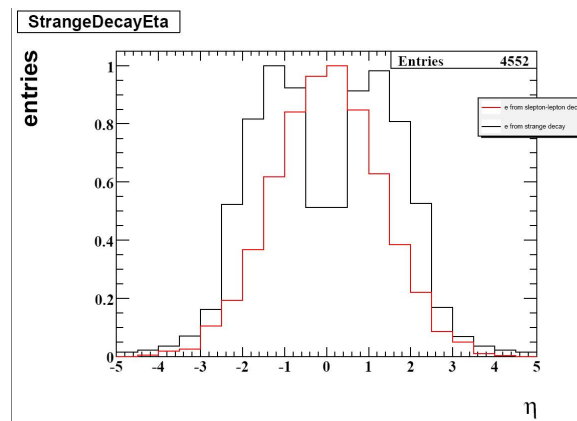 StrangeDecayEta
entries
Entries 4552
e from slepton-lepton dec
e from strange decay
1
0.8
0.6
0.4
0.2
0
-5 -4 -3 -2 -1 0 1 2 3 4 5
η